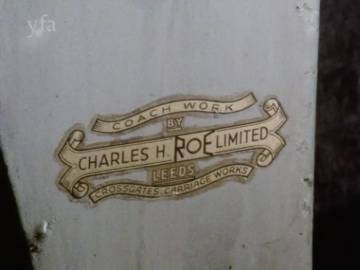 yfa
COACH WORK
BY
CHARLES H. ROE LIMITED
LEEDS
CROSSGATES CARRIAGE WORKS